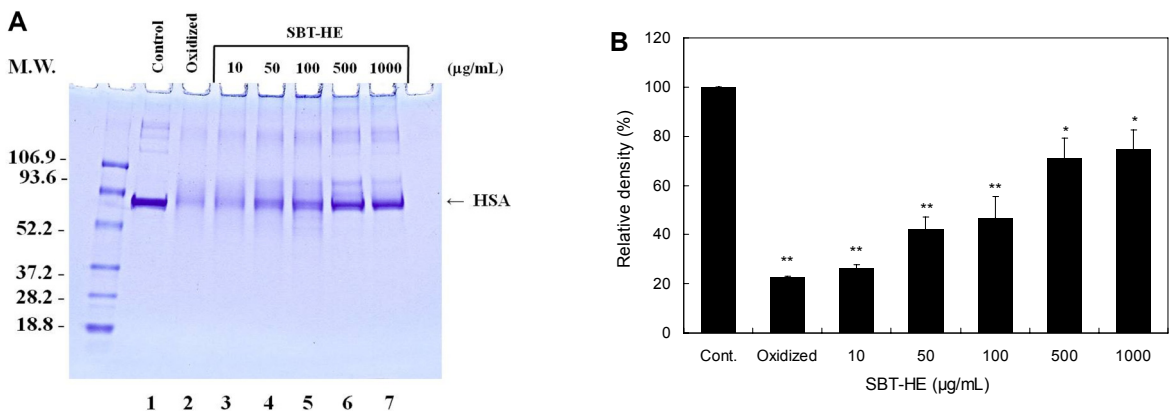 A
Control
Oxidized
SBT-HE
M.W.
10 50 100 500 1000 (μg/mL)
106.9 -
93.6 -
52.2 -
37.2 -
28.2 -
18.8 -
← HSA
1 2 3 4 5 6 7
B
120
100
80
60
40
20
0
Relative density (%)
** ** ** ** * *
Cont. Oxidized 10 50 100 500 1000
SBT-HE (μg/mL)